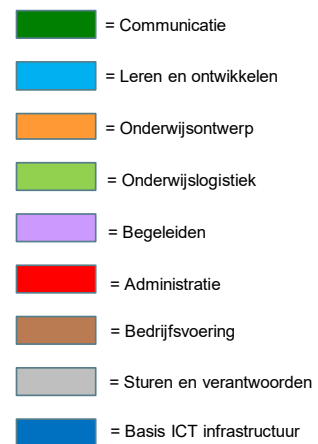 = Communicatie
= Leren en ontwikkelen
= Onderwijsontwerp
= Onderwijslogistiek
= Begeleiden
= Administratie
= Bedrijfsvoering
= Sturen en verantwoorden
= Basis ICT infrastructuur